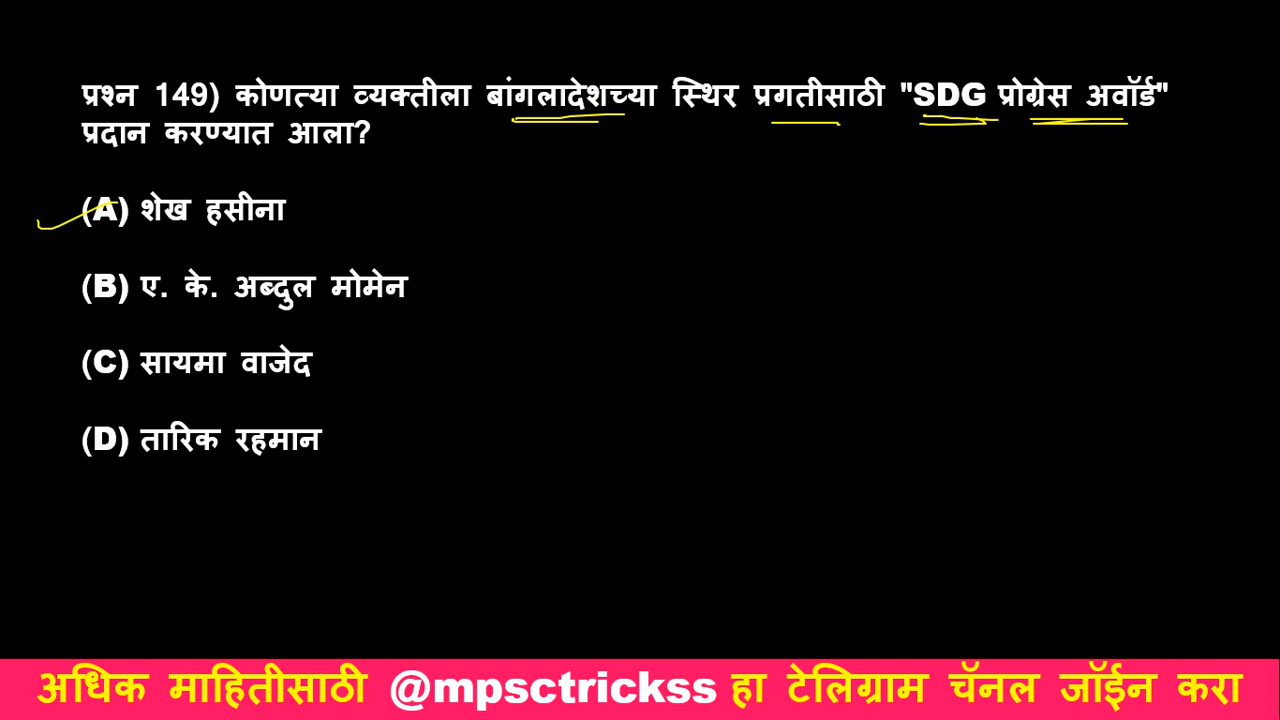 प्रश्न 149) कोणत्या व्यक्तीला बांगलादेशच्या स्थिर प्रगतीसाठी "SDG प्रोग्रेस अवॉर्ड"
प्रदान करण्यात आला?
(A) शेख हसीना
(B) ए. के. अब्दुल मोमेन
(C) सायमा वाजेद
(D) तारिक रहमान
अधिक माहितीसाठी @mpsctrickss हा टेलिग्राम चॅनल जॉईन करा